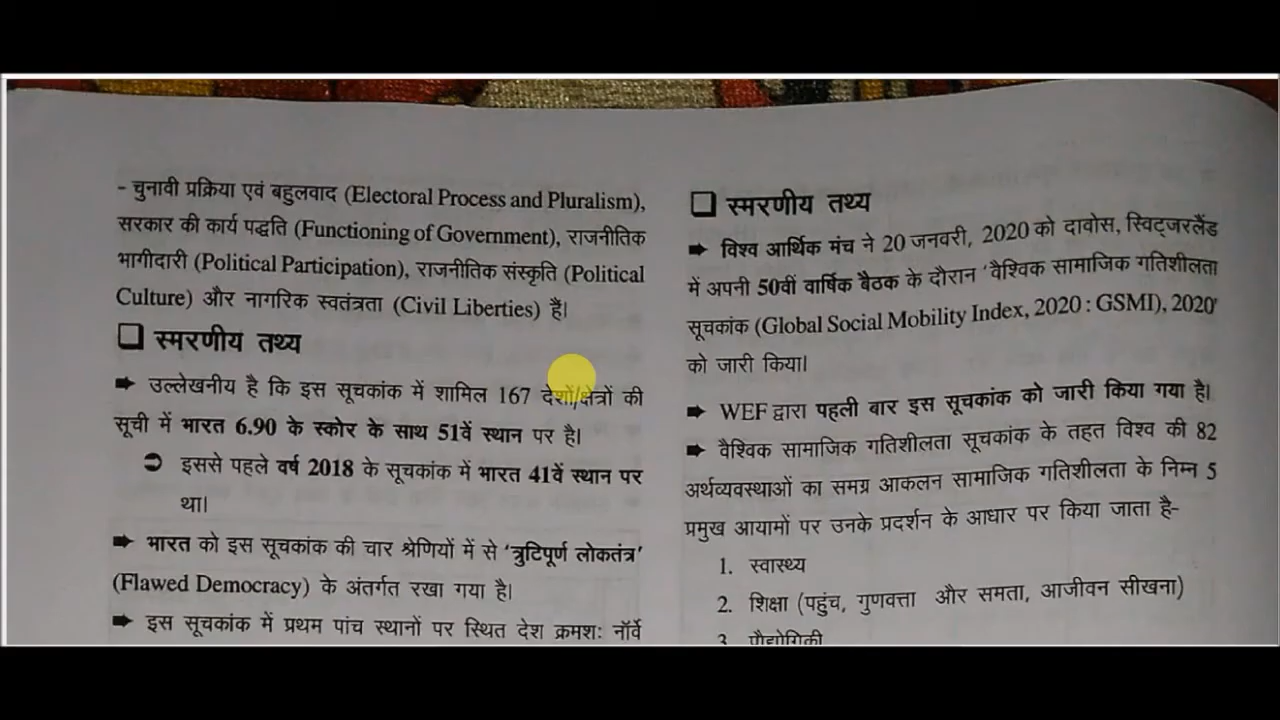 - चुनावी प्रक्रिया एवं बहुलवाद (Electoral Process and Pluralism),
सरकार की कार्य पद्धति (Functioning of Government), राजनीतिक
भागीदारी (Political Participation), राजनीतिक संस्कृति (Political
Culture) और नागरिक स्वतंत्रता (Civil Liberties) हैं।
❑ स्मरणीय तथ्य
➡ उल्लेखनीय है कि इस सूचकांक में शामिल 167 देशों/क्षेत्रों की
सूची में भारत 6.90 के स्कोर के साथ 51वें स्थान पर है।
➲ इससे पहले वर्ष 2018 के सूचकांक में भारत 41वें स्थान पर
था।
➡ भारत को इस सूचकांक की चार श्रेणियों में से ‘त्रुटिपूर्ण लोकतंत्र’
(Flawed Democracy) के अंतर्गत रखा गया है।
➡ इस सूचकांक में प्रथम पांच स्थानों पर स्थित देश क्रमशः नॉर्वे
❑ स्मरणीय तथ्य
➡ विश्व आर्थिक मंच ने 20 जनवरी, 2020 को दावोस, स्विट्जरलैंड
में अपनी 50वीं वार्षिक बैठक के दौरान ‘वैश्विक सामाजिक गतिशीलता
सूचकांक (Global Social Mobility Index, 2020 : GSMI), 2020’
को जारी किया।
➡ WEF द्वारा पहली बार इस सूचकांक को जारी किया गया है।
➡ वैश्विक सामाजिक गतिशीलता सूचकांक के तहत विश्व की 82
अर्थव्यवस्थाओं का समग्र आकलन सामाजिक गतिशीलता के निम्न 5
प्रमुख आयामों पर उनके प्रदर्शन के आधार पर किया जाता है-
1. स्वास्थ्य
2. शिक्षा (पहुंच, गुणवत्ता और समता, आजीवन सीखना)
3. प्रौद्योगिकी